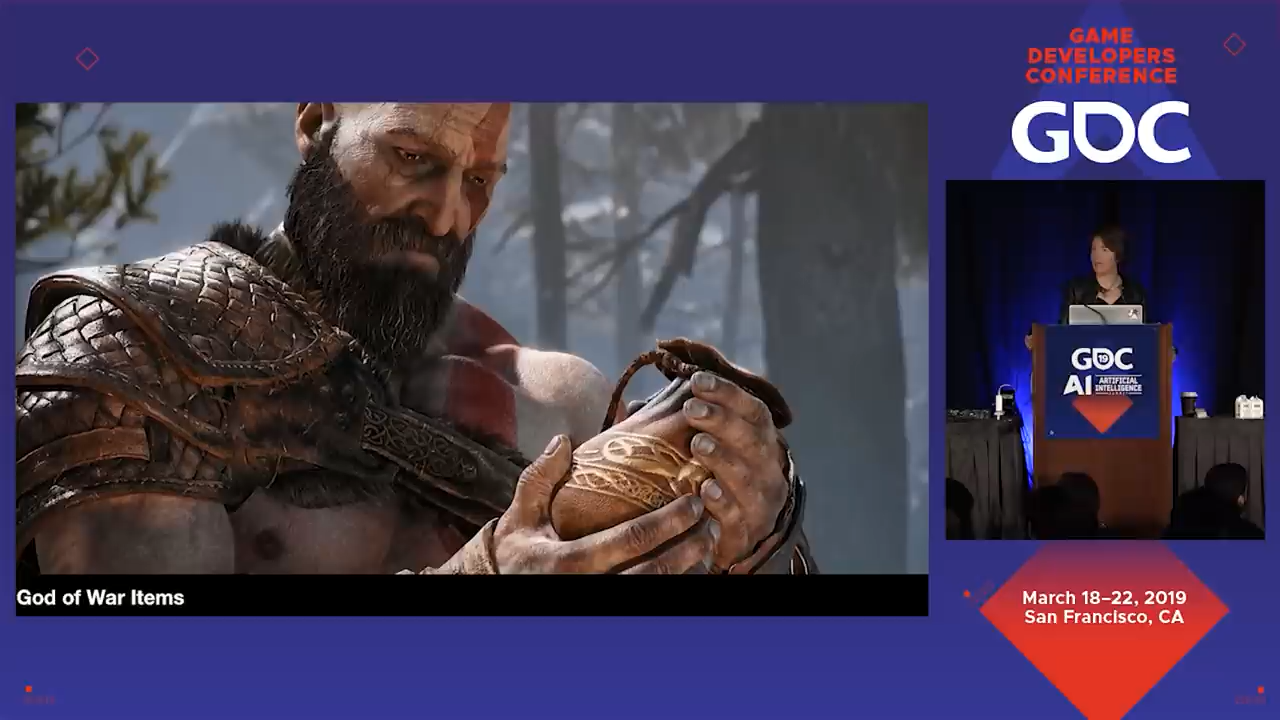 GAME
DEVELOPERS
CONFERENCE
GDC
God of War Items
GDC
19
AI
ARTIFICIAL
INTELLIGENCE
March 18–22, 2019
San Francisco, CA